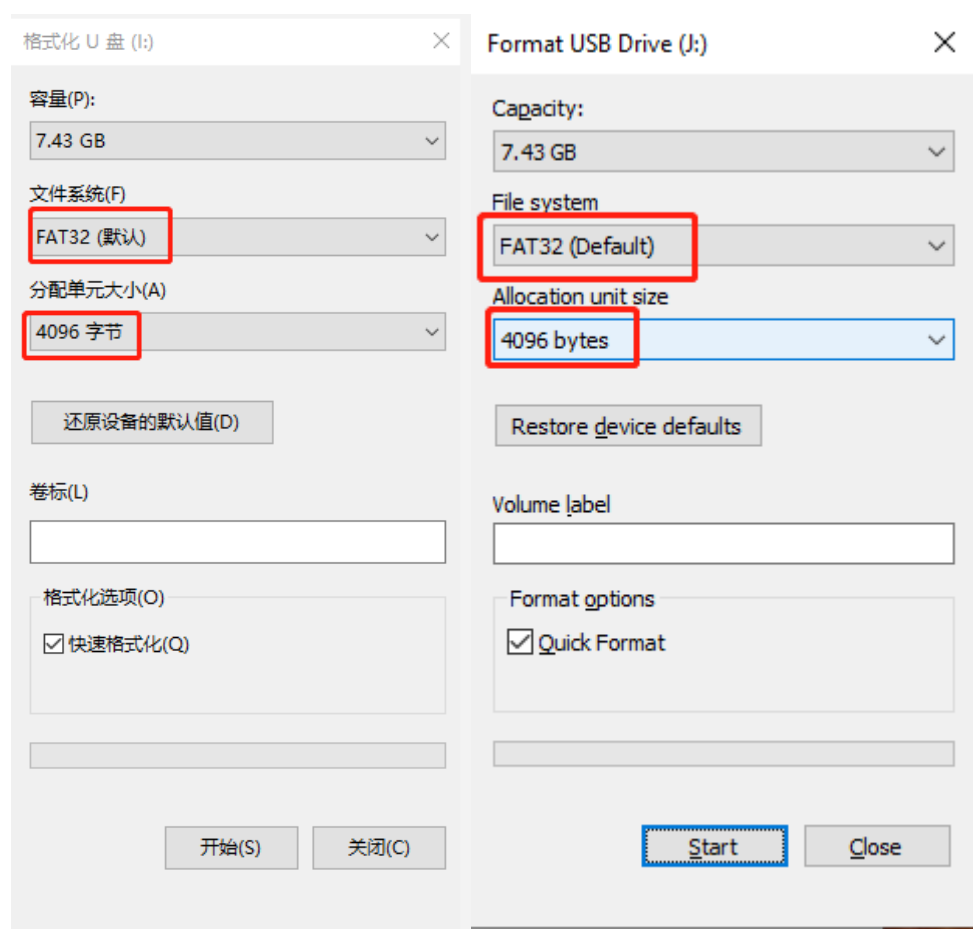 格式化 U 盘 (I:)
容量(P):
7.43 GB
文件系统(F)
FAT32 (默认)
分配单元大小(A)
4096 字节
还原设备的默认值(D)
卷标(L)
格式化选项(O)
快速格式化(Q)
开始(S)
关闭(C)
Format USB Drive (J:)
Capacity:
7.43 GB
File system
FAT32 (Default)
Allocation unit size
4096 bytes
Restore device defaults
Volume label
Format options
Quick Format
Start
Close